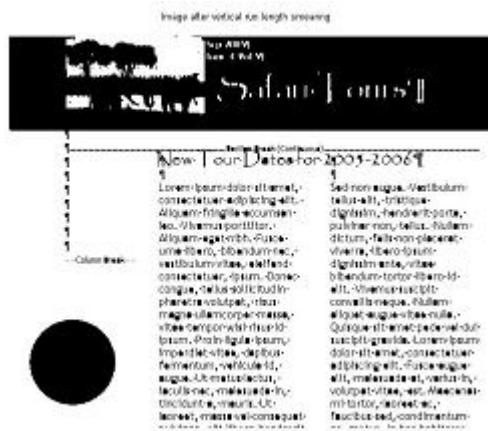 Image after vertical run length smearing
Safari Tours¶
Section Break (Continuous)
New·Tour·Dates·for·2005-2006¶
¶
¶
Lorem·ipsum·dolor·sit·amet,·
consectetuer·adipiscing·elit.·
Aliquam·fringilla·accumsan·
leo.·Vivamus·porttitor.·
Aliquam·eget·nibh.·Fusce·
urna·libero,·bibendum·nec,·
vestibulum·vitae,·eleifend·
consectetuer,·ipsum.·Donec·
congue,·tellus·sollicitudin·
pharetra·volutpat,·risus·
magna·ullamcorper·massa,·
vitae·tempor·wisi·risus·id·
ipsum.·Proin·ligula·ipsum,·
imperdiet·vitae,·dapibus·
fermentum,·vehicula·id,·
augue.·Ut·metus·lectus,·
iaculis·nec,·malesuada·in,·
tincidunt·a,·mauris.·Ut·
laoreet,·massa·vel·consequat·
Sed·non·augue.·Vestibulum·
tellus·elit,·tristique·
dignissim,·hendrerit·porta,·
pulvinar·non,·tellus.·Nullam·
dictum,·felis·non·placerat·
viverra,·libero·ipsum·
dignissim·ante,·vitae·
bibendum·tortor·libero·id·
elit.·Vivamus·suscipit·
convallis·neque.·Nullam·
aliquet·augue·vitae·nulla.·
Quisque·sit·amet·pede·vel·dui·
suscipit·gravida.·Lorem·ipsum·
dolor·sit·amet,·consectetuer·
adipiscing·elit.·Fusce·augue·
elit,·malesuada·at,·varius·in,·
volutpat·vitae,·est.·Maecenas·
mi·tortor,·laoreet·ac,·
faucibus·sed,·condimentum·
Column Break